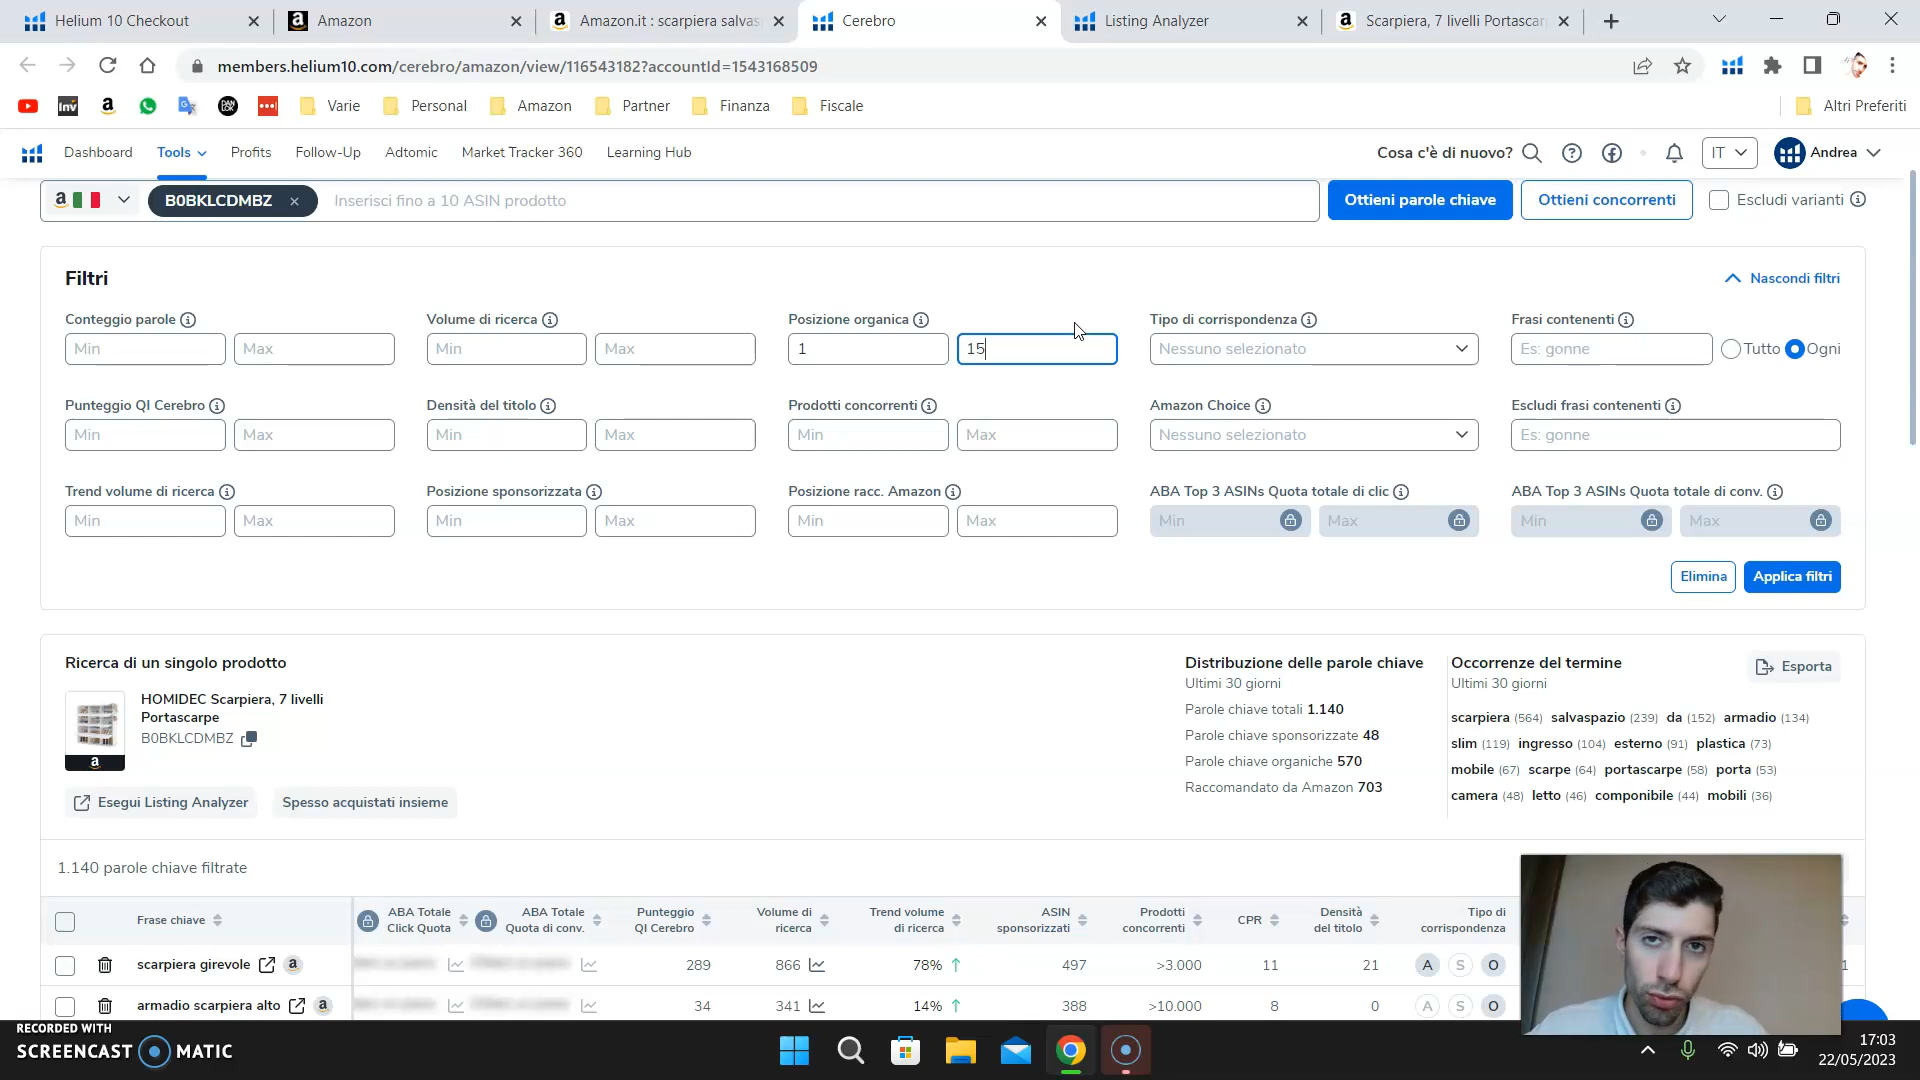 Helium 10 Checkout
Amazon
Amazon.it : scarpiera salvas
Cerebro
Listing Analyzer
Scarpiera, 7 livelli Portascar
members.helium10.com/cerebro/amazon/view/116543182?accountId=1543168509
Inv
DAN LOK
Varie
Personal
Amazon
Partner
Finanza
Fiscale
Altri Preferiti
Dashboard
Tools
Profits
Follow-Up
Adtomic
Market Tracker 360
Learning Hub
Cosa c'è di nuovo?
IT
Andrea
B0BKLCDMBZ
Inserisci fino a 10 ASIN prodotto
Ottieni parole chiave
Ottieni concorrenti
Escludi varianti
Filtri
Nascondi filtri
Conteggio parole
Volume di ricerca
Posizione organica
Tipo di corrispondenza
Frasi contenenti
Min Max
Min Max
1 15
Nessuno selezionato
Es: gonne
Tutto Ogni
Punteggio QI Cerebro
Densità del titolo
Prodotti concorrenti
Amazon Choice
Escludi frasi contenenti
Min Max
Min Max
Min Max
Nessuno selezionato
Es: gonne
Trend volume di ricerca
Posizione sponsorizzata
Posizione racc. Amazon
ABA Top 3 ASINs Quota totale di clic
ABA Top 3 ASINs Quota totale di conv.
Min Max
Min Max
Min Max
Min Max
Min Max
Elimina
Applica filtri
Ricerca di un singolo prodotto
HOMIDEC Scarpiera, 7 livelli
Portascarpe
B0BKLCDMBZ
Esegui Listing Analyzer
Spesso acquistati insieme
Distribuzione delle parole chiave
Ultimi 30 giorni
Parole chiave totali 1.140
Parole chiave sponsorizzate 48
Parole chiave organiche 570
Raccomandato da Amazon 703
Occorrenze del termine
Ultimi 30 giorni
Esporta
scarpiera (564) salvaspazio (239) da (152) armadio (134)
slim (119) ingresso (104) esterno (91) plastica (73)
mobile (67) scarpe (64) portascarpe (58) porta (53)
camera (48) letto (46) componibile (44) mobili (36)
1.140 parole chiave filtrate
Frase chiave
ABA Totale
Click Quota
ABA Totale
Quota di conv.
Punteggio
QI Cerebro
Volume di
ricerca
Trend volume
di ricerca
ASIN
sponsorizzati
Prodotti
concorrenti
CPR
Densità
del titolo
Tipo di
corrispondenza
scarpiera girevole 289 866 78% 497 >3.000 11 21 A S O 1
armadio scarpiera alto 34 341 14% 388 >10.000 8 0 A S O
RECORDED WITH
SCREENCAST MATIC
17:03
22/05/2023